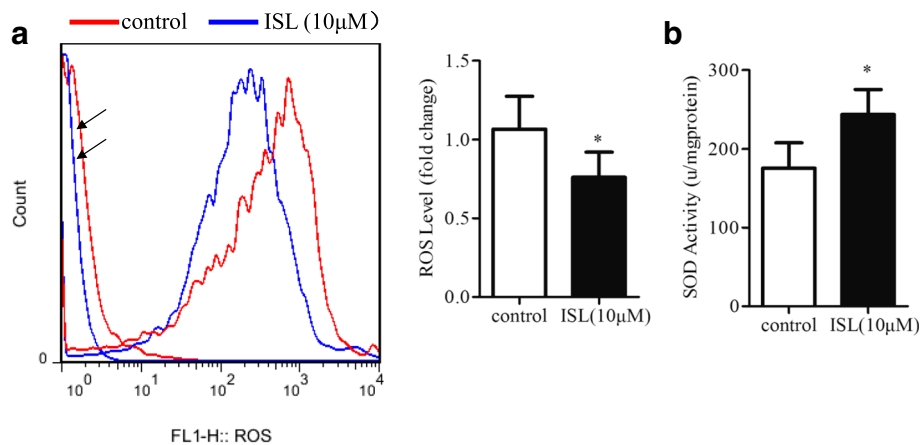 a
control
ISL (10μM)
Count
0
10^0
10^1
10^2
10^3
10^4
FL1-H:: ROS
ROS Level (fold change)
1.5
1.0
0.5
0.0
*
control
ISL(10μM)
b
SOD Activity (u/mgprotein)
300
200
100
0
*
control
ISL(10μM)